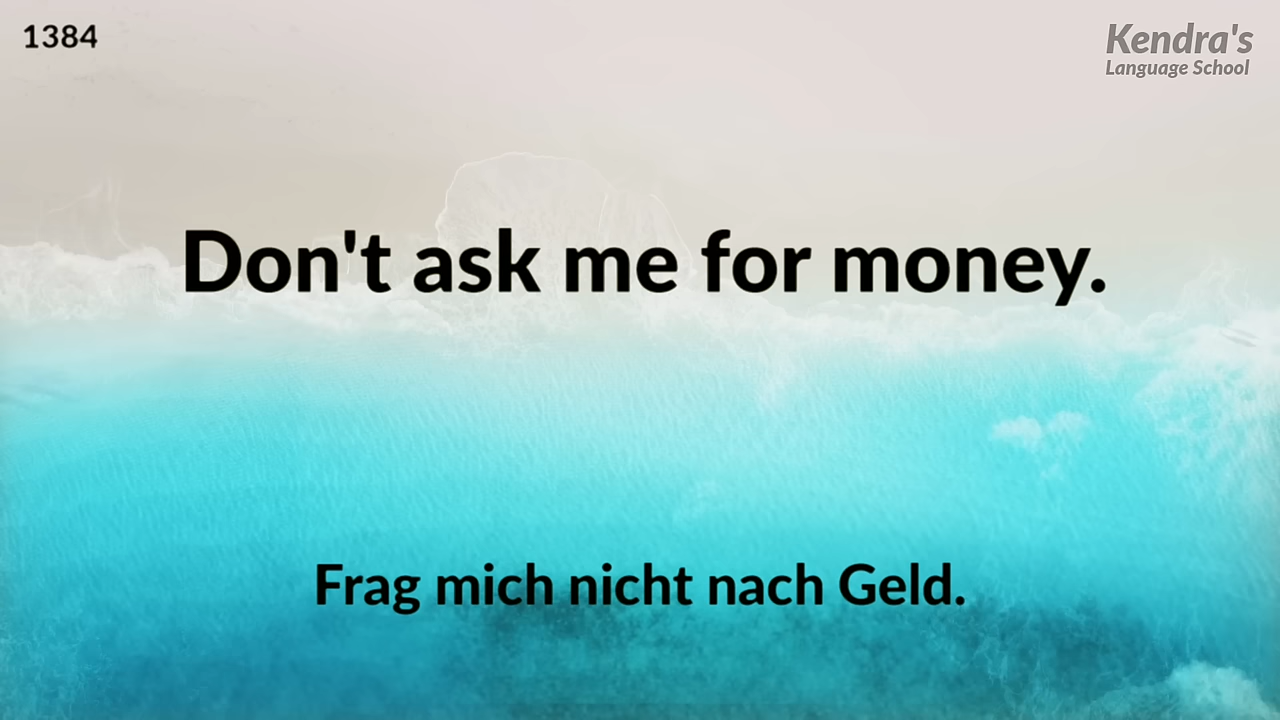 1384
Kendra's
Language School
Don't ask me for money.
Frag mich nicht nach Geld.